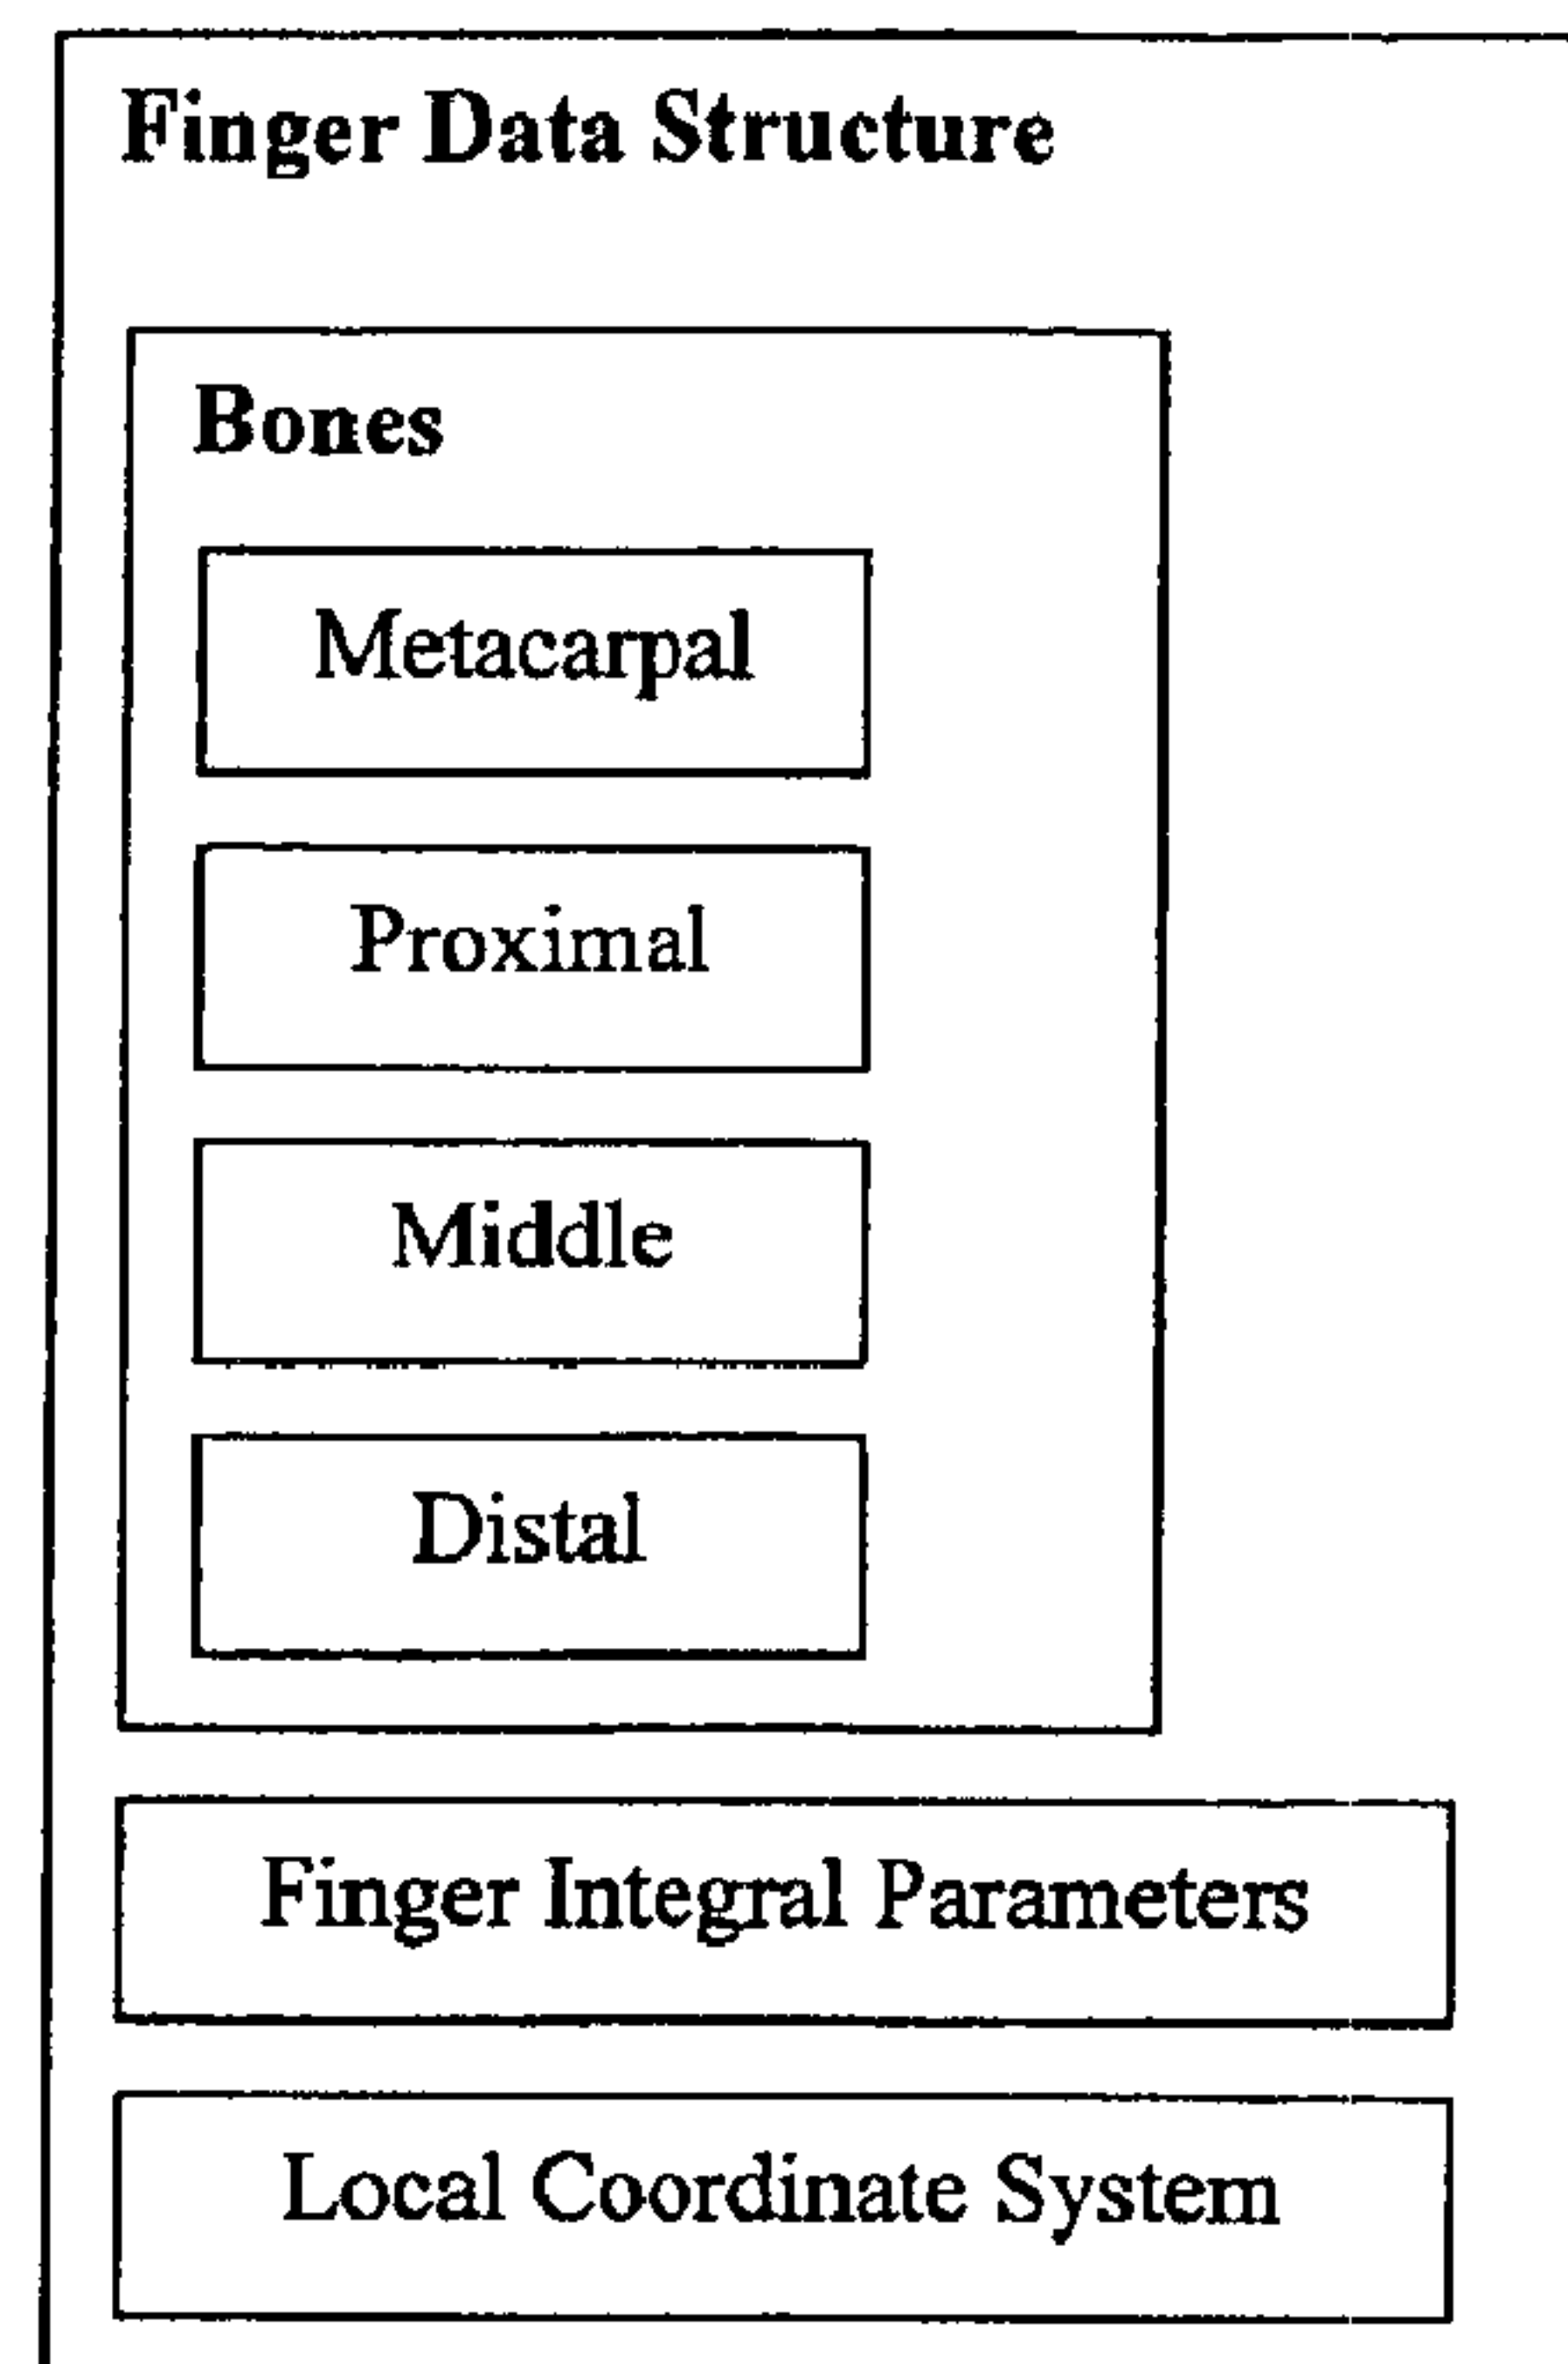 Finger Data Structure
Bones
Metacarpal
Proximal
Middle
Distal
Finger Integral Parameters
Local Coordinate System